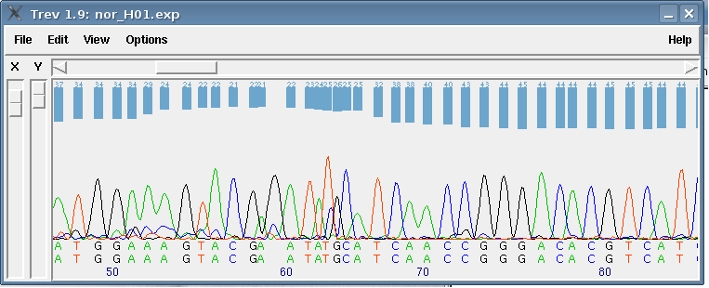 Trev 1.9: nor_H01.exp
File Edit View Options Help
X Y
A T G G A A A G T A C G A A T A T G C A T C A A C C G G G A C A C G T C A T
A T G G A A A G T A C G A A T A T G C A T C A A C C G G G A C A C G T C A T
50 60 70 80